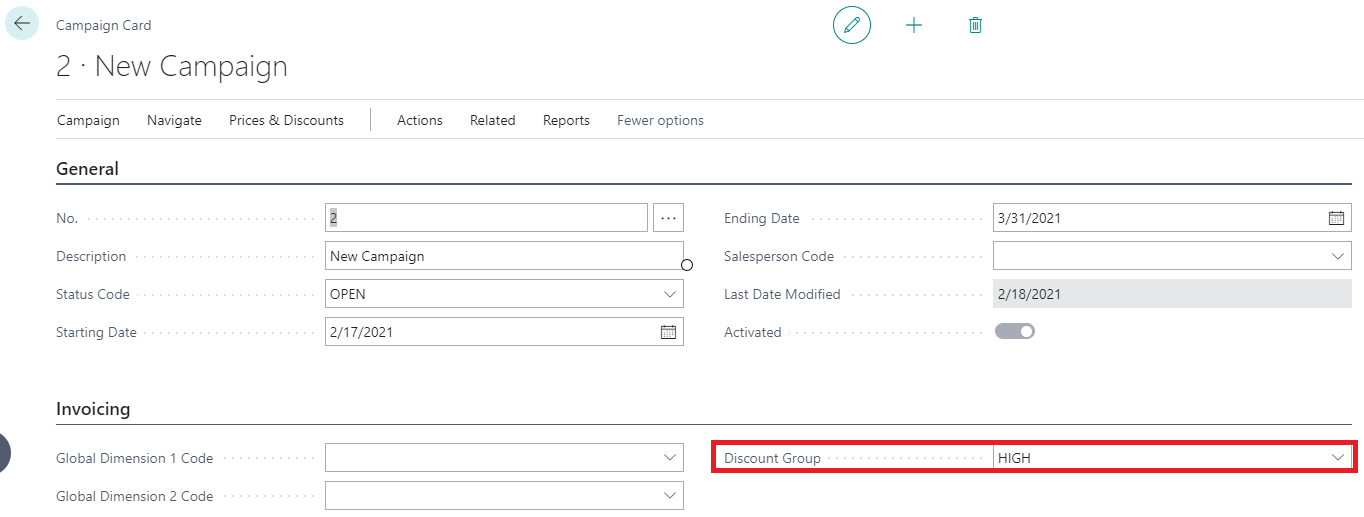 Campaign Card
2 · New Campaign
Campaign Navigate Prices & Discounts Actions Related Reports Fewer options
General
No. 2 ...
Ending Date 3/31/2021
Description New Campaign
Salesperson Code
Status Code OPEN
Last Date Modified 2/18/2021
Starting Date 2/17/2021
Activated
Invoicing
Global Dimension 1 Code
Discount Group HIGH
Global Dimension 2 Code